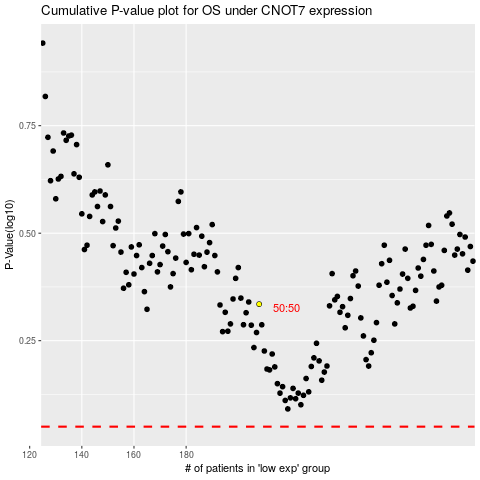 Cumulative P-value plot for OS under CNOT7 expression
P-Value(log10)
0.75
0.50
0.25
50:50
120 140 160 180
# of patients in 'low exp' group